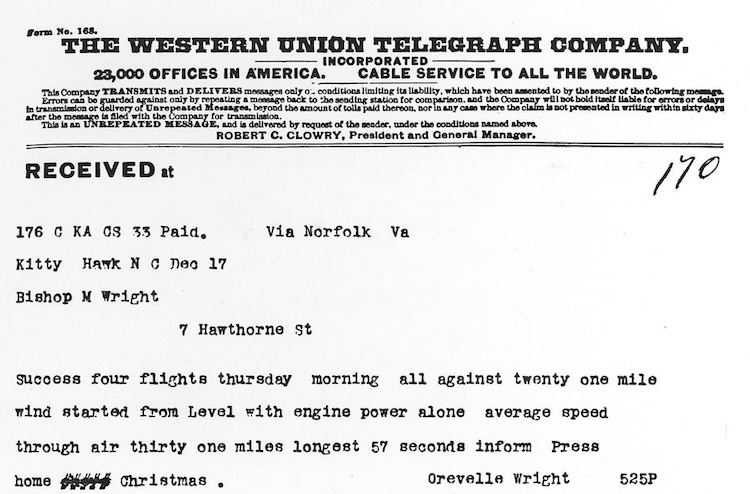 Form No. 168.
THE WESTERN UNION TELEGRAPH COMPANY.
INCORPORATED
23,000 OFFICES IN AMERICA. CABLE SERVICE TO ALL THE WORLD.
This Company TRANSMITS and DELIVERS messages only on conditions limiting its liability, which have been assented to by the sender of the following message.
Errors can be guarded against only by repeating a message back to the sending station for comparison, and the Company will not hold itself liable for errors or delays
in transmission or delivery of Unrepeated Messages, beyond the amount of tolls paid thereon, nor in any case where the claim is not presented in writing within sixty days
after the message is filed with the Company for transmission.
This is an UNREPEATED MESSAGE, and is delivered by request of the sender, under the conditions named above.
ROBERT C. CLOWRY, President and General Manager.
RECEIVED at
170
176 C KA CS 33 Paid. Via Norfolk Va
Kitty Hawk N C Dec 17
Bishop M Wright
7 Hawthorne St
Success four flights thursday morning all against twenty one mile
wind started from Level with engine power alone average speed
through air thirty one miles longest 57 seconds inform Press
home Christmas . Orevelle Wright 525P